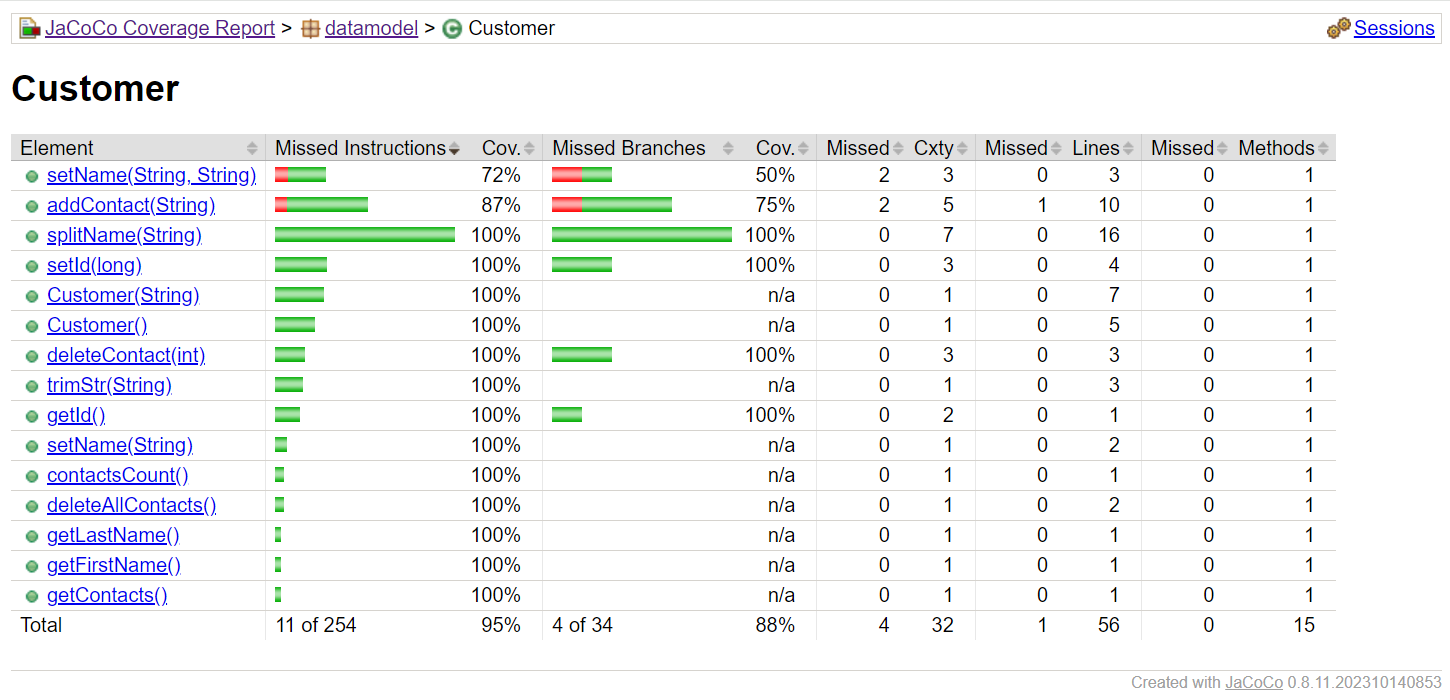 JaCoCo Coverage Report > datamodel > C Customer Sessions
Customer
Element Missed Instructions Cov. Missed Branches Cov. Missed Cxty Missed Lines Missed Methods
setName(String, String) 72% 50% 2 3 0 3 0 1
addContact(String) 87% 75% 2 5 1 10 0 1
splitName(String) 100% 100% 0 7 0 16 0 1
setId(long) 100% 100% 0 3 0 4 0 1
Customer(String) 100% n/a 0 1 0 7 0 1
Customer() 100% n/a 0 1 0 5 0 1
deleteContact(int) 100% 100% 0 3 0 3 0 1
trimStr(String) 100% n/a 0 1 0 3 0 1
getId() 100% 100% 0 2 0 1 0 1
setName(String) 100% n/a 0 1 0 2 0 1
contactsCount() 100% n/a 0 1 0 1 0 1
deleteAllContacts() 100% n/a 0 1 0 2 0 1
getLastName() 100% n/a 0 1 0 1 0 1
getFirstName() 100% n/a 0 1 0 1 0 1
getContacts() 100% n/a 0 1 0 1 0 1
Total 11 of 254 95% 4 of 34 88% 4 32 1 56 0 15
Created with JaCoCo 0.8.11.202310140853